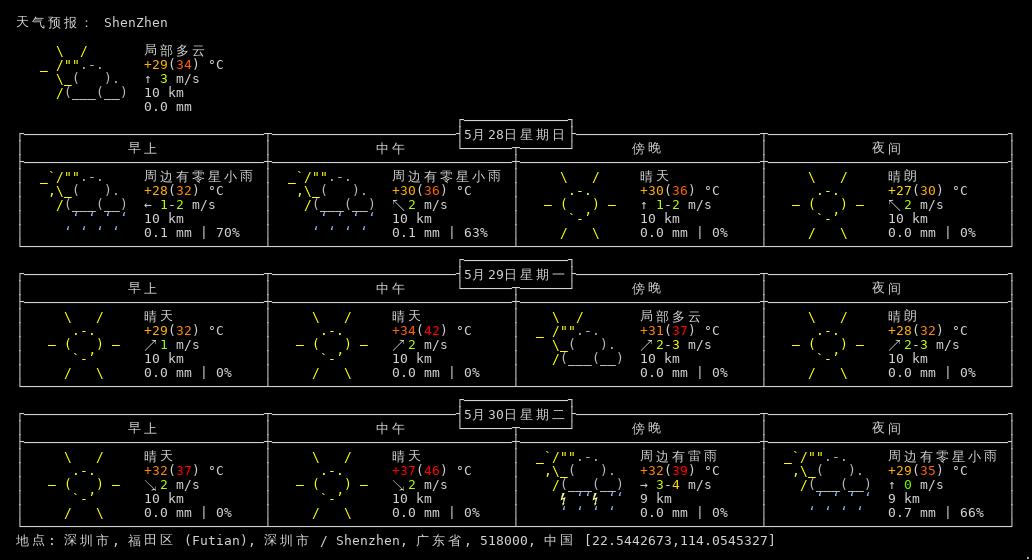 天气预报: ShenZhen
局部多云
+29(34) °C
↑ 3 m/s
10 km
0.0 mm
5月28日星期日
早上 中午 傍晚 夜间
周边有零星小雨 周边有零星小雨 晴天 晴朗
+28(32) °C +30(36) °C +30(36) °C +27(30) °C
← 1-2 m/s ↖ 2 m/s ↑ 1-2 m/s ↖ 2 m/s
10 km 10 km 10 km 10 km
0.1 mm | 70% 0.1 mm | 63% 0.0 mm | 0% 0.0 mm | 0%
5月29日星期一
早上 中午 傍晚 夜间
晴天 晴天 局部多云 晴朗
+29(32) °C +34(42) °C +31(37) °C +28(32) °C
↗ 1 m/s ↗ 2 m/s ↗ 2-3 m/s ↗ 2-3 m/s
10 km 10 km 10 km 10 km
0.0 mm | 0% 0.0 mm | 0% 0.0 mm | 0% 0.0 mm | 0%
5月30日星期二
早上 中午 傍晚 夜间
晴天 晴天 周边有雷雨 周边有零星小雨
+32(37) °C +37(46) °C +32(39) °C +29(35) °C
↘ 2 m/s ↘ 2 m/s → 3-4 m/s ↑ 0 m/s
10 km 10 km 9 km 9 km
0.0 mm | 0% 0.0 mm | 0% 0.0 mm | 0% 0.7 mm | 66%
地点: 深圳市, 福田区 (Futian), 深圳市 / Shenzhen, 广东省, 518000, 中国 [22.5442673,114.0545327]